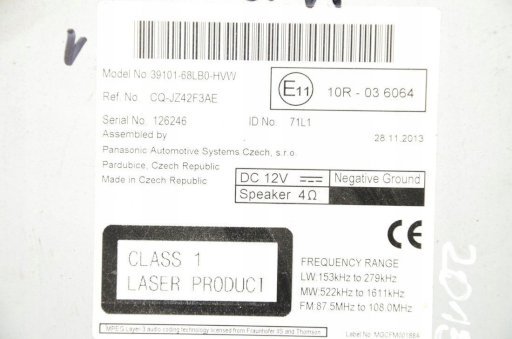 Model No 39101-68LB0-HVW
Ref. No. CQ-JZ42F3AE
E11 10R - 03 6064
Serial No. 126246 ID No. 71L1
Assembled by 28.11.2013
Panasonic Automotive Systems Czech, s.r.o.
Pardubice, Czech Republic
Made in Czech Republic
DC 12V Negative Ground
Speaker 4Ω
CE
CLASS 1
LASER PRODUCT
FREQUENCY RANGE
LW:153kHz to 279kHz
MW:522kHz to 1611kHz
FM:87.5MHz to 108.0MHz
MPEG Layer 3 audio coding technology licensed from Fraunhofer IIS and Thomson
Label No.